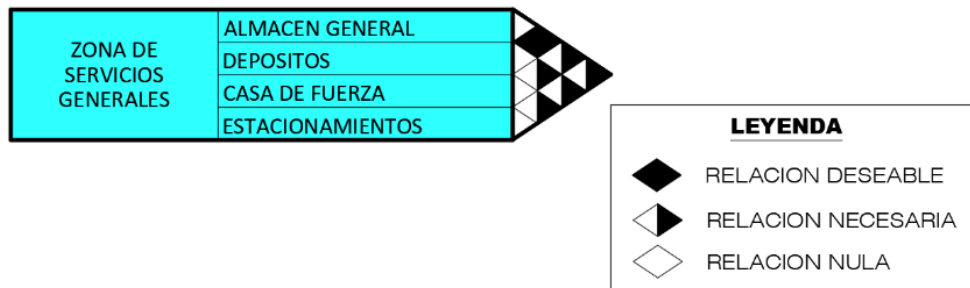 ZONA DE
SERVICIOS
GENERALES
ALMACEN GENERAL
DEPOSITOS
CASA DE FUERZA
ESTACIONAMIENTOS
LEYENDA
RELACION DESEABLE
RELACION NECESARIA
RELACION NULA